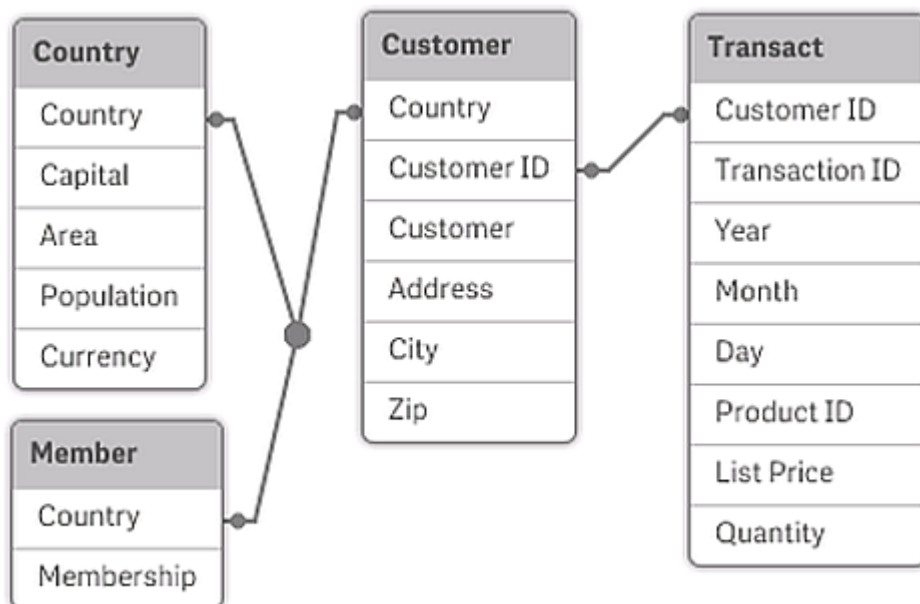 Country
Country
Capital
Area
Population
Currency
Member
Country
Membership
Customer
Country
Customer ID
Customer
Address
City
Zip
Transact
Customer ID
Transaction ID
Year
Month
Day
Product ID
List Price
Quantity